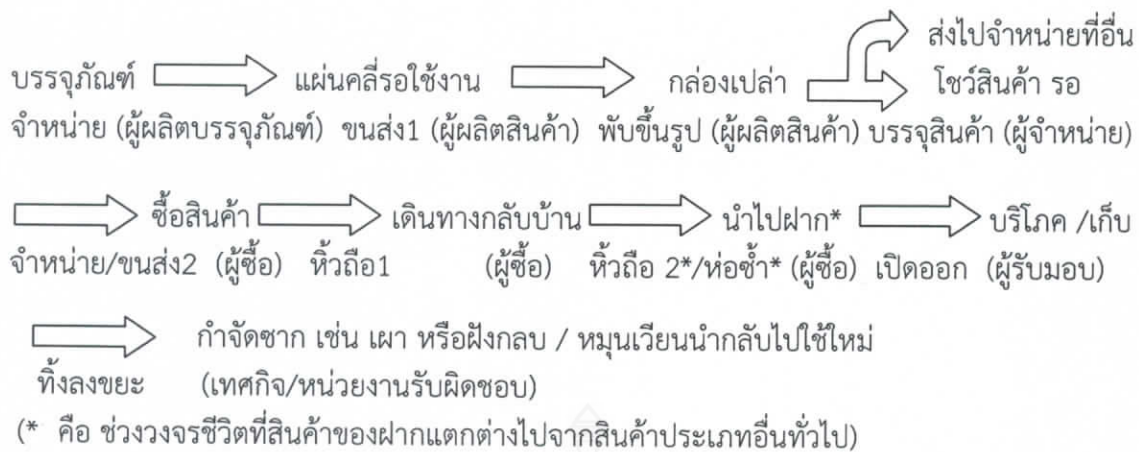 ส่งไปจำหน่ายที่อื่น
บรรจุภัณฑ์ แผ่นคลี่รอใช้งาน กล่องเปล่า โชว์สินค้า รอ
จำหน่าย (ผู้ผลิตบรรจุภัณฑ์) ขนส่ง1 (ผู้ผลิตสินค้า) พับขึ้นรูป (ผู้ผลิตสินค้า) บรรจุสินค้า (ผู้จำหน่าย)
ซื้อสินค้า เดินทางกลับบ้าน นำไปฝาก* บริโภค /เก็บ
จำหน่าย/ขนส่ง2 (ผู้ซื้อ) หิ้วถือ1 (ผู้ซื้อ) หิ้วถือ 2*/ห่อซ้ำ* (ผู้ซื้อ) เปิดออก (ผู้รับมอบ)
กำจัดซาก เช่น เผา หรือฝังกลบ / หมุนเวียนนำกลับไปใช้ใหม่
ทิ้งลงขยะ (เทศกิจ/หน่วยงานรับผิดชอบ)
(* คือ ช่วงวงจรชีวิตที่สินค้าของฝากแตกต่างไปจากสินค้าประเภทอื่นทั่วไป)